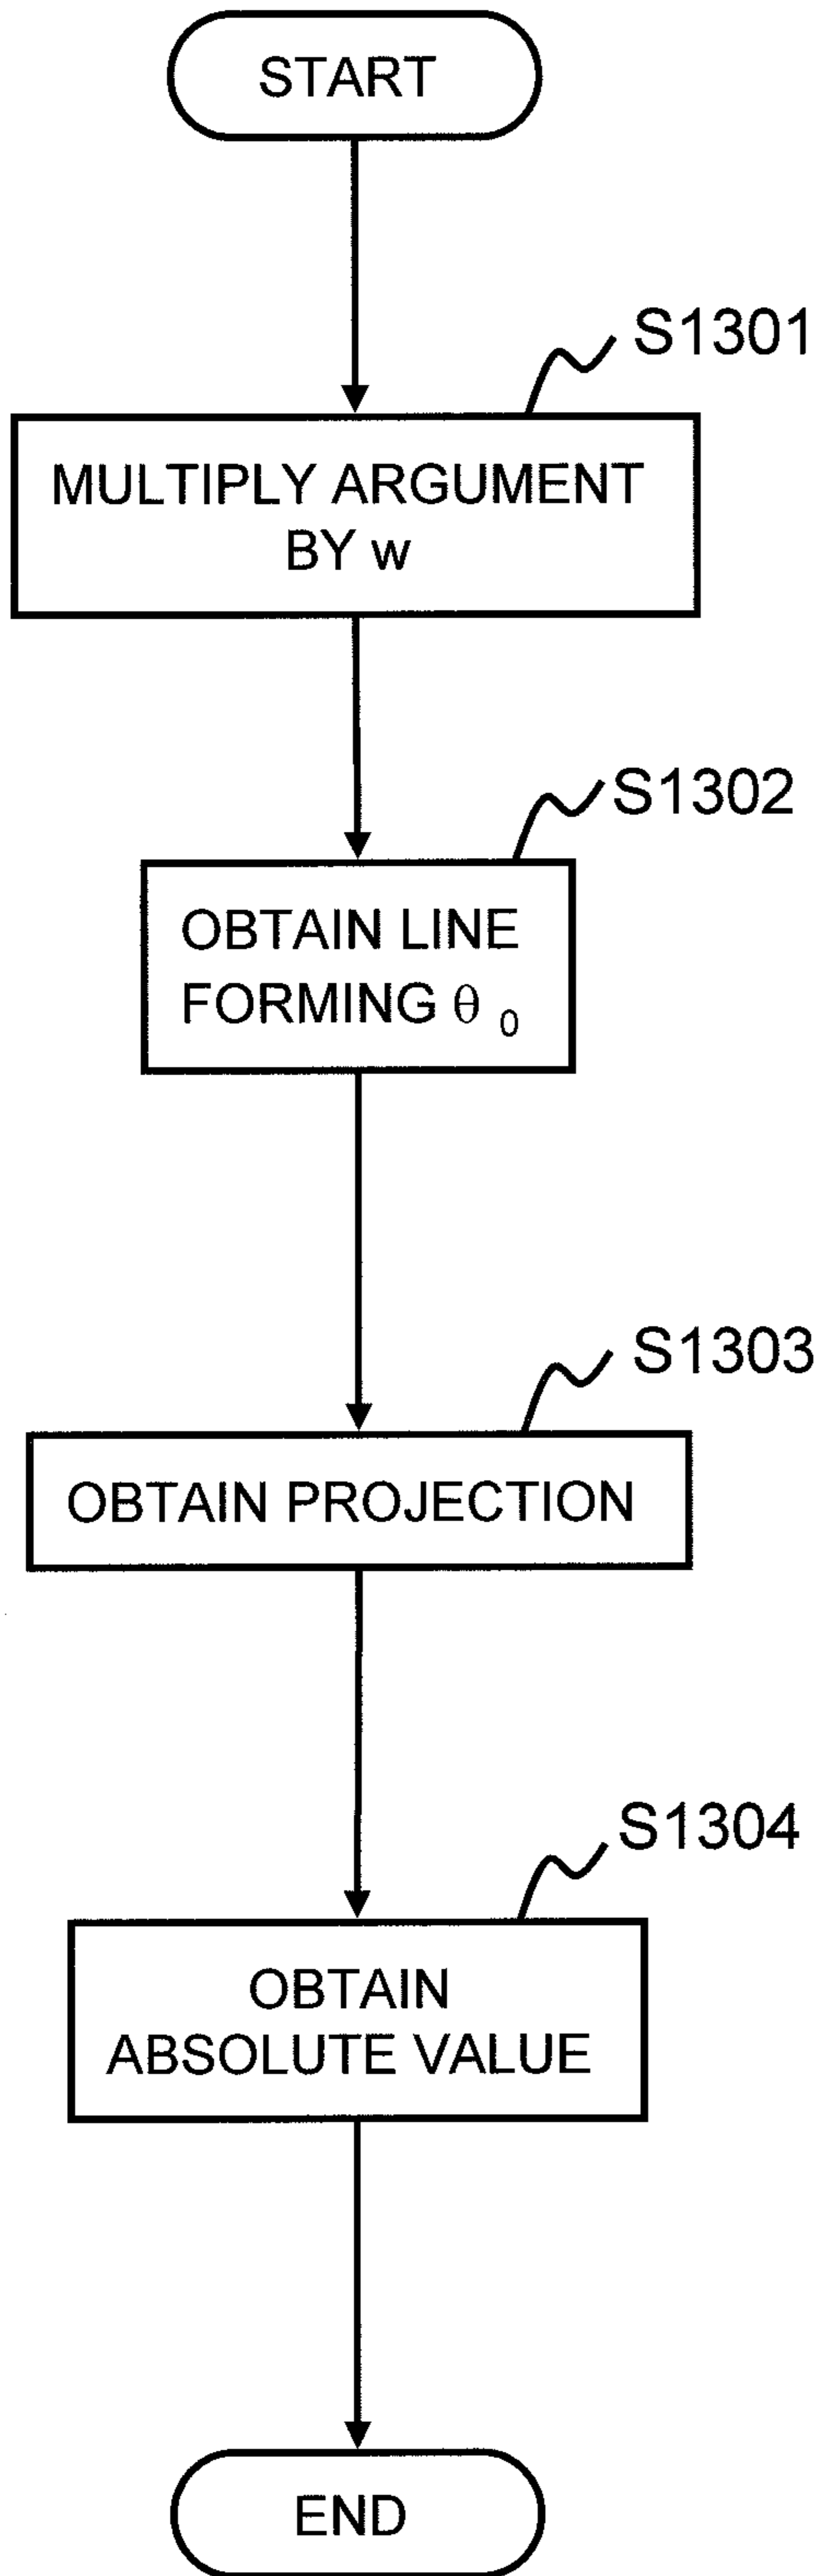 START
S1301
MULTIPLY ARGUMENT
BY w
S1302
OBTAIN LINE
FORMING θ 0
S1303
OBTAIN PROJECTION
S1304
OBTAIN
ABSOLUTE VALUE
END